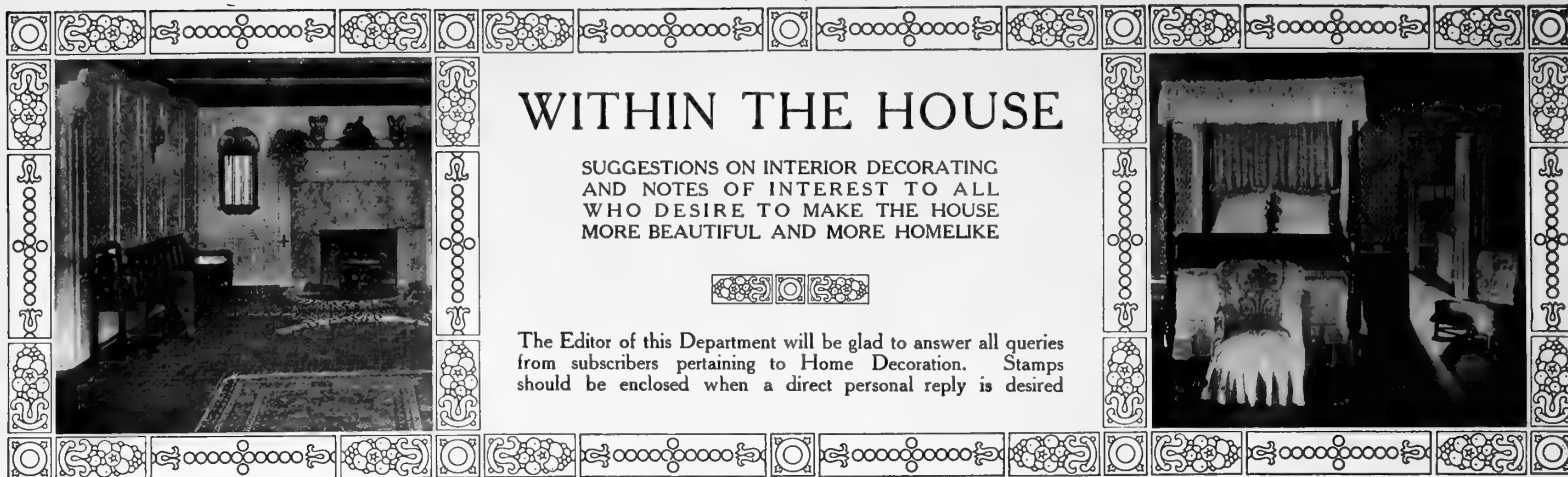 WITHIN THE HOUSE
SUGGESTIONS ON INTERIOR DECORATING
AND NOTES OF INTEREST TO ALL
WHO DESIRE TO MAKE THE HOUSE
MORE BEAUTIFUL AND MORE HOMELIKE
The Editor of this Department will be glad to answer all queries
from subscribers pertaining to Home Decoration. Stamps
should be enclosed when a direct personal reply is desired